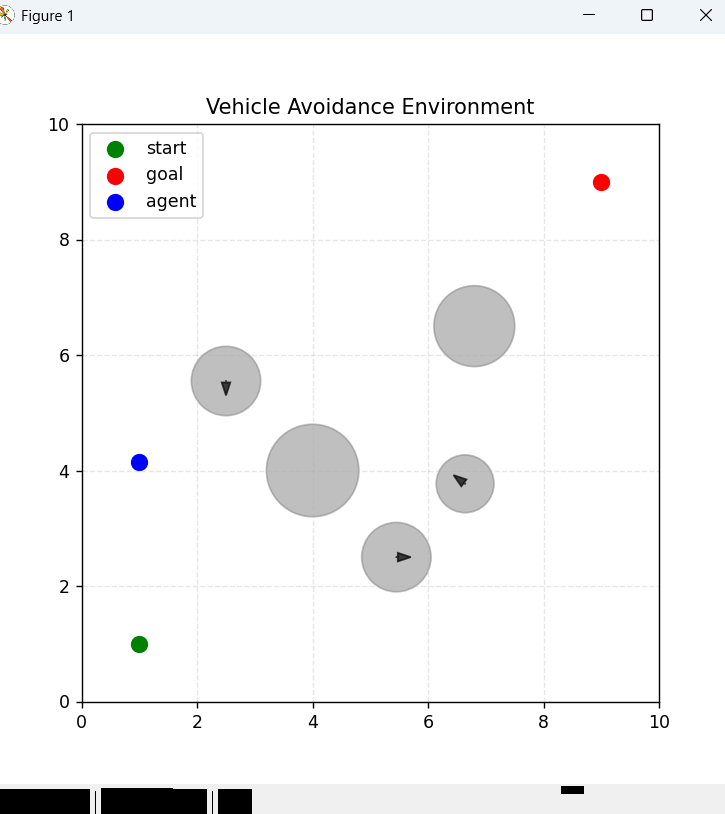 Figure 1
Vehicle Avoidance Environment
start
goal
agent
10
8
6
4
2
0
0 2 4 6 8 10